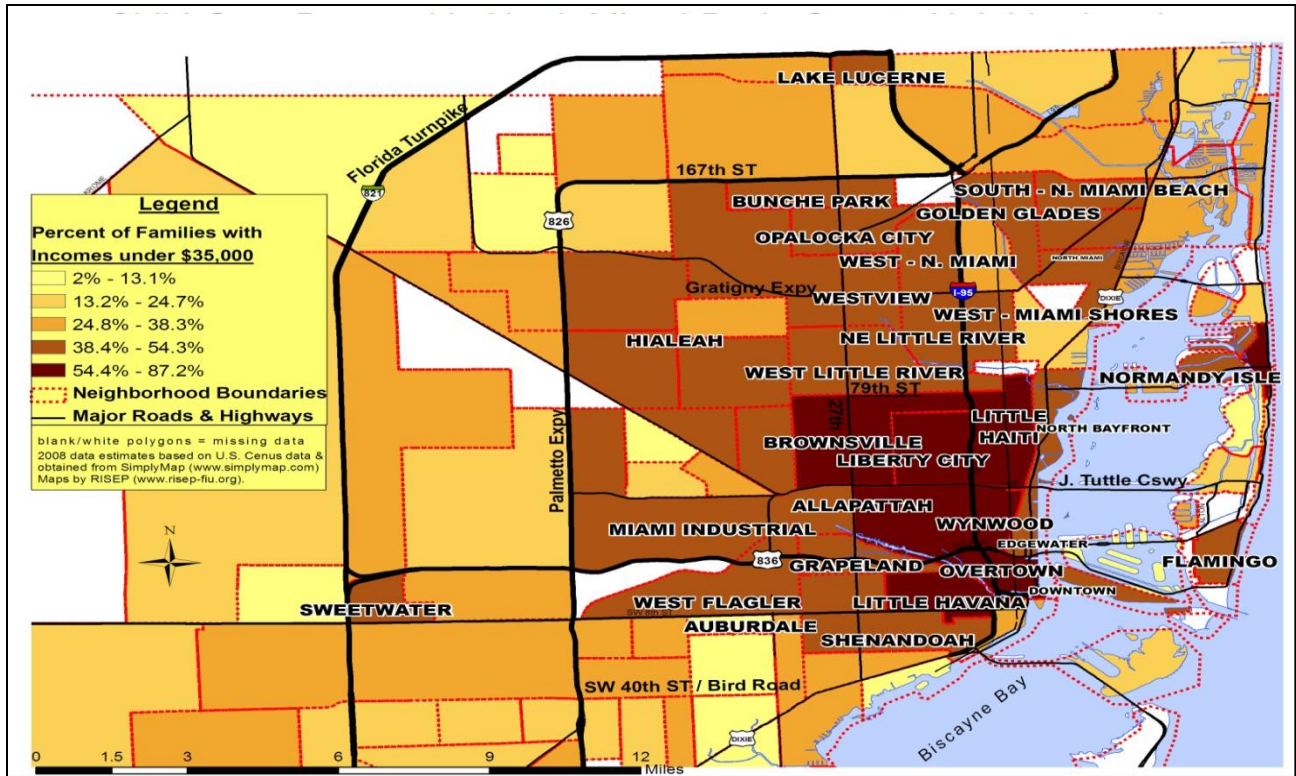 LAKE LUCERNE
Florida Turnpike
821
167th ST
826
SOUTH - N. MIAMI BEACH
BUNCHE PARK
GOLDEN GLADES
OPALOCKA CITY
WEST - N. MIAMI
NORTH MIAMI
Gratigny Expy
WESTVIEW
I-95
DIXIE
WEST - MIAMI SHORES
HIALEAH
NE LITTLE RIVER
WEST LITTLE RIVER
NORMANDY ISLE
79th ST
27th
LITTLE
HAITI
NORTH BAYFRONT
BROWNSVILLE
LIBERTY CITY
Palmetto Expy
J. Tuttle Cswy
ALLAPATTAH
MIAMI INDUSTRIAL
WYNWOOD
EDGEWATER
836
GRAPELAND
OVERTOWN
FLAMINGO
DOWNTOWN
SWEETWATER
WEST FLAGLER
LITTLE HAVANA
AUBURDALE
SHENANDOAH
SW 40th ST / Bird Road
DIXIE
Biscayne Bay
Legend
Percent of Families with
Incomes under $35,000
2% - 13.1%
13.2% - 24.7%
24.8% - 38.3%
38.4% - 54.3%
54.4% - 87.2%
Neighborhood Boundaries
Major Roads & Highways
blank/white polygons = missing data
2008 data estimates based on U.S. Cenus data &
obtained from SimplyMap (www.simplymap.com)
Maps by RISEP (www.risep-fiu.org).
N
0 1.5 3 6 9 12
Miles